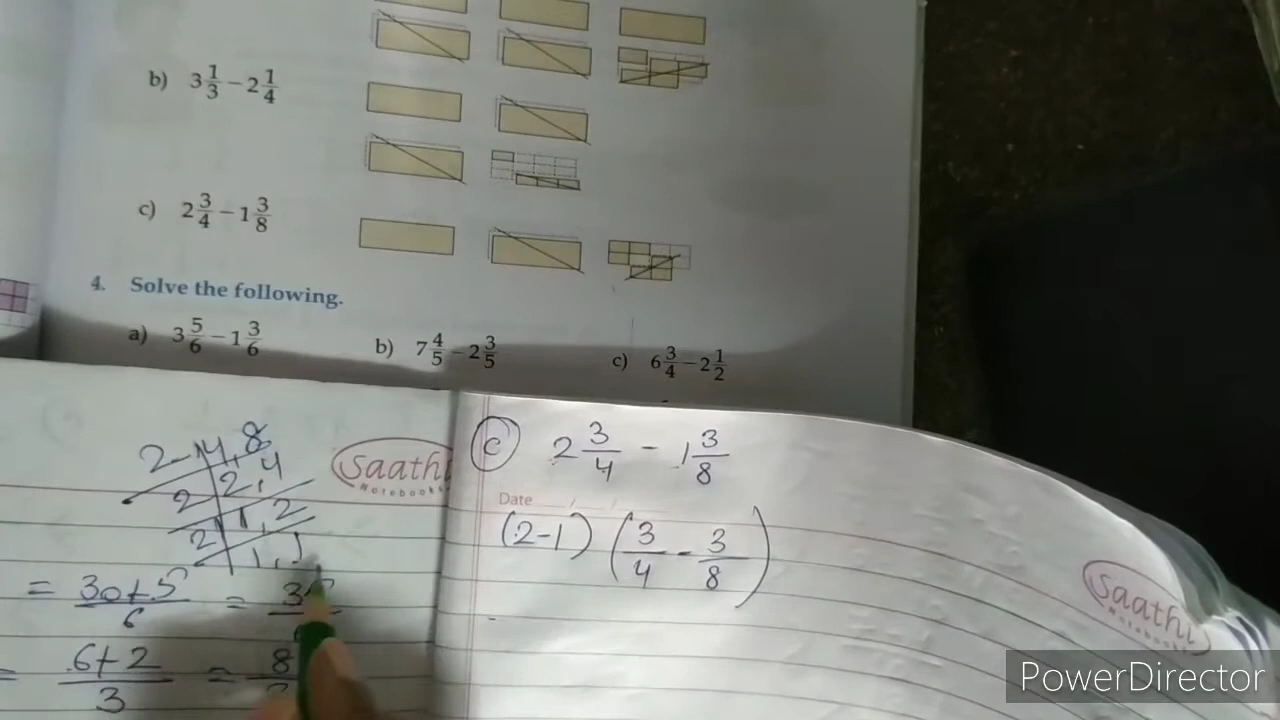 b) 3 1/3 – 2 1/4
c) 2 3/4 – 1 3/8
4. Solve the following.
a) 3 5/6 – 1 3/6 b) 7 4/5 – 2 3/5 c) 6 3/4 – 2 1/2
2 4, 8
2 2, 4
2 1, 2
1, 1
= 30+5/6 =
= 6+2/3 = 8
Saathi
Notebooks
c 2 3/4 - 1 3/8
Date / /
(2-1) (3/4 - 3/8)
Saathi
PowerDirector